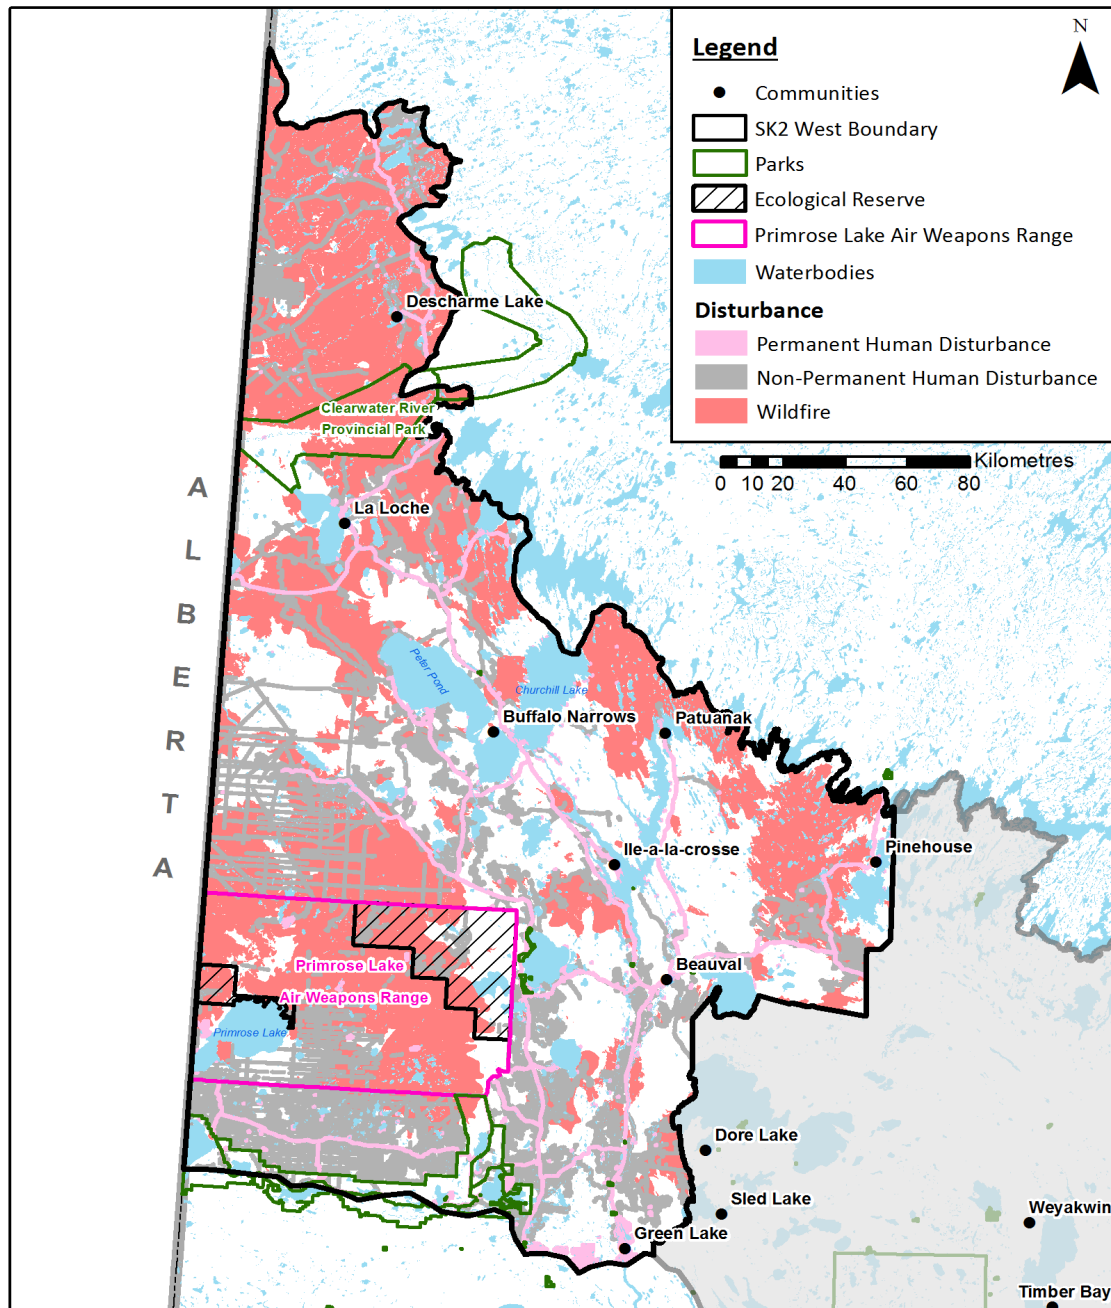 N
Legend
Communities
SK2 West Boundary
Parks
Ecological Reserve
Primrose Lake Air Weapons Range
Waterbodies
Disturbance
Permanent Human Disturbance
Non-Permanent Human Disturbance
Wildfire
Kilometres
0 10 20 40 60 80
Descharme Lake
Clearwater River
Provincial Park
A
L
B
E
R
T
A
La Loche
Peter Pond
Churchill Lake
Buffalo Narrows
Patuanak
Ile-a-la-crosse
Pinehouse
Primrose Lake
Air Weapons Range
Beauval
Primrose Lake
Dore Lake
Sled Lake
Green Lake
Weyakwin
Timber Bay